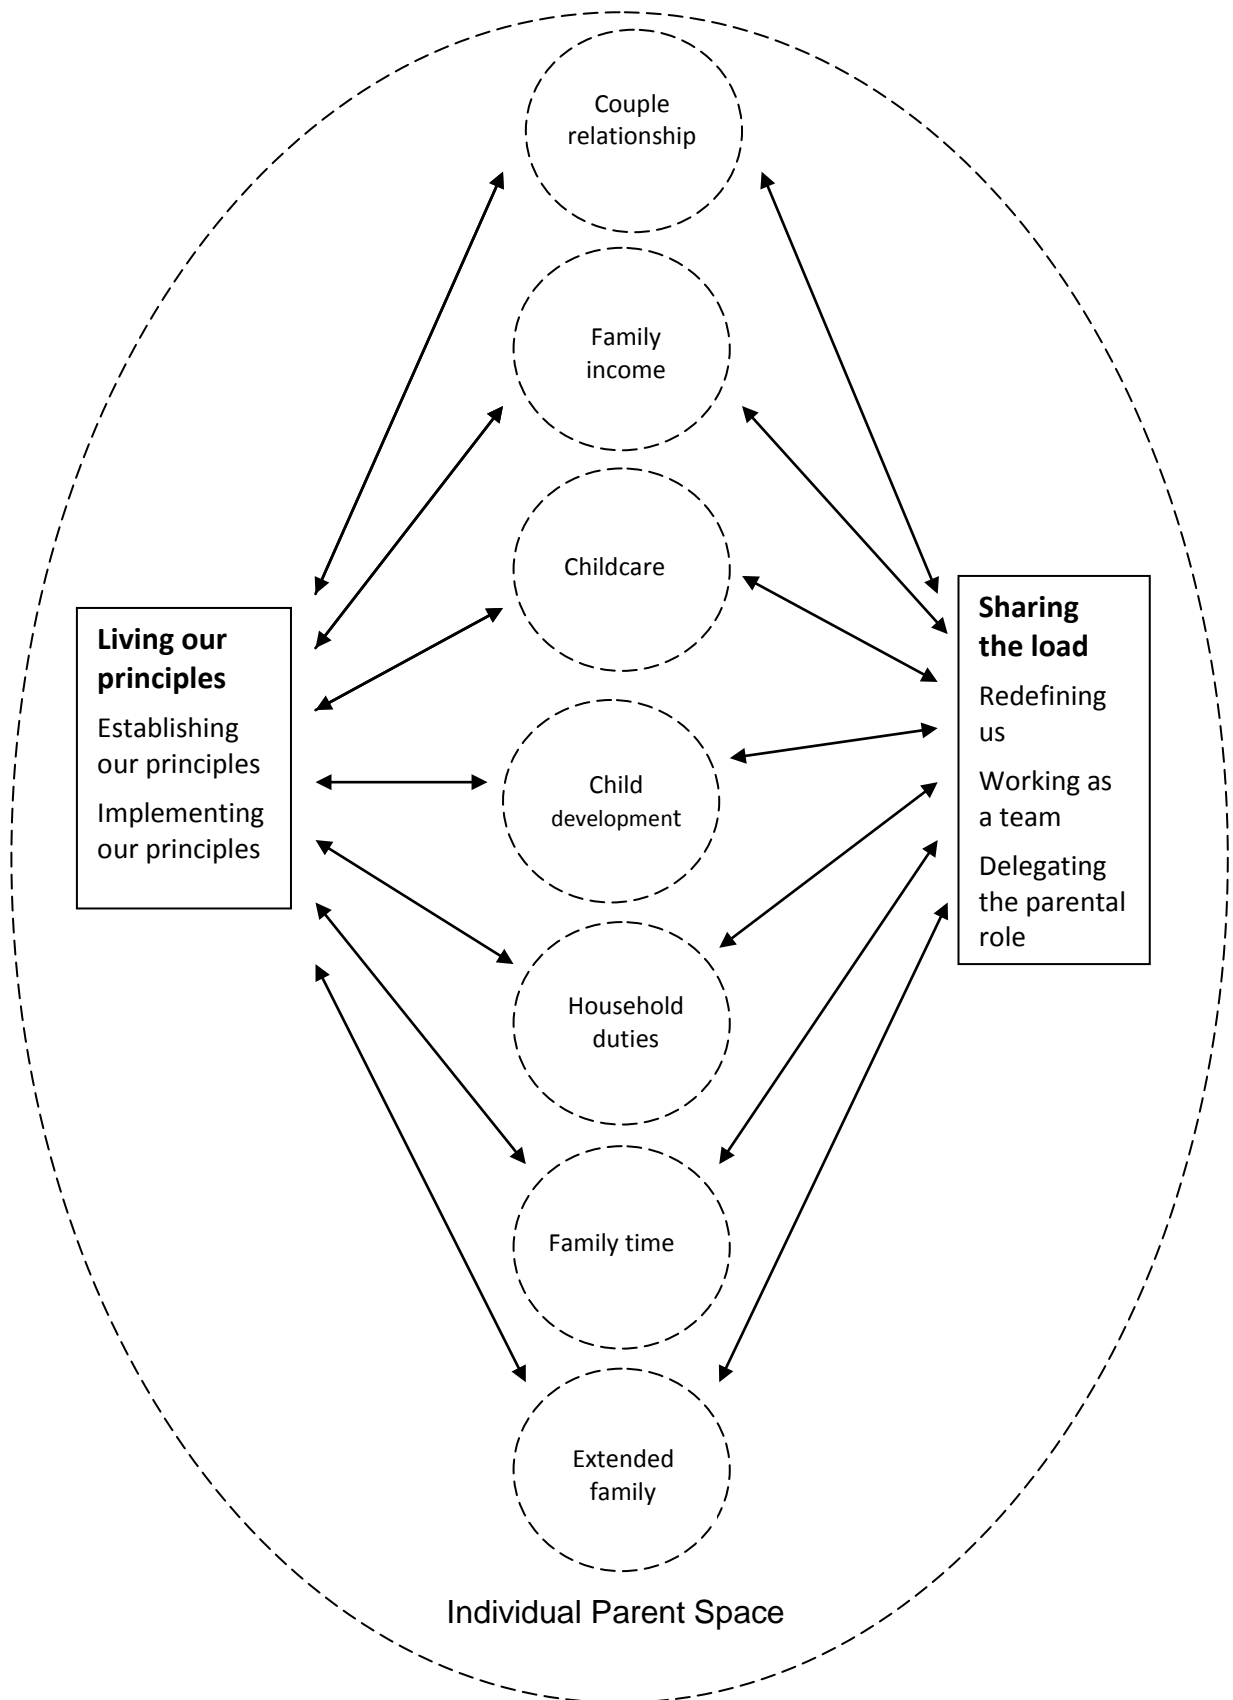 Couple
relationship
Family
income
Childcare
Living our
principles
Establishing
our principles
Implementing
our principles
Sharing
the load
Redefining
us
Working as
a team
Delegating
the parental
role
Child
development
Household
duties
Family time
Extended
family
Individual Parent Space